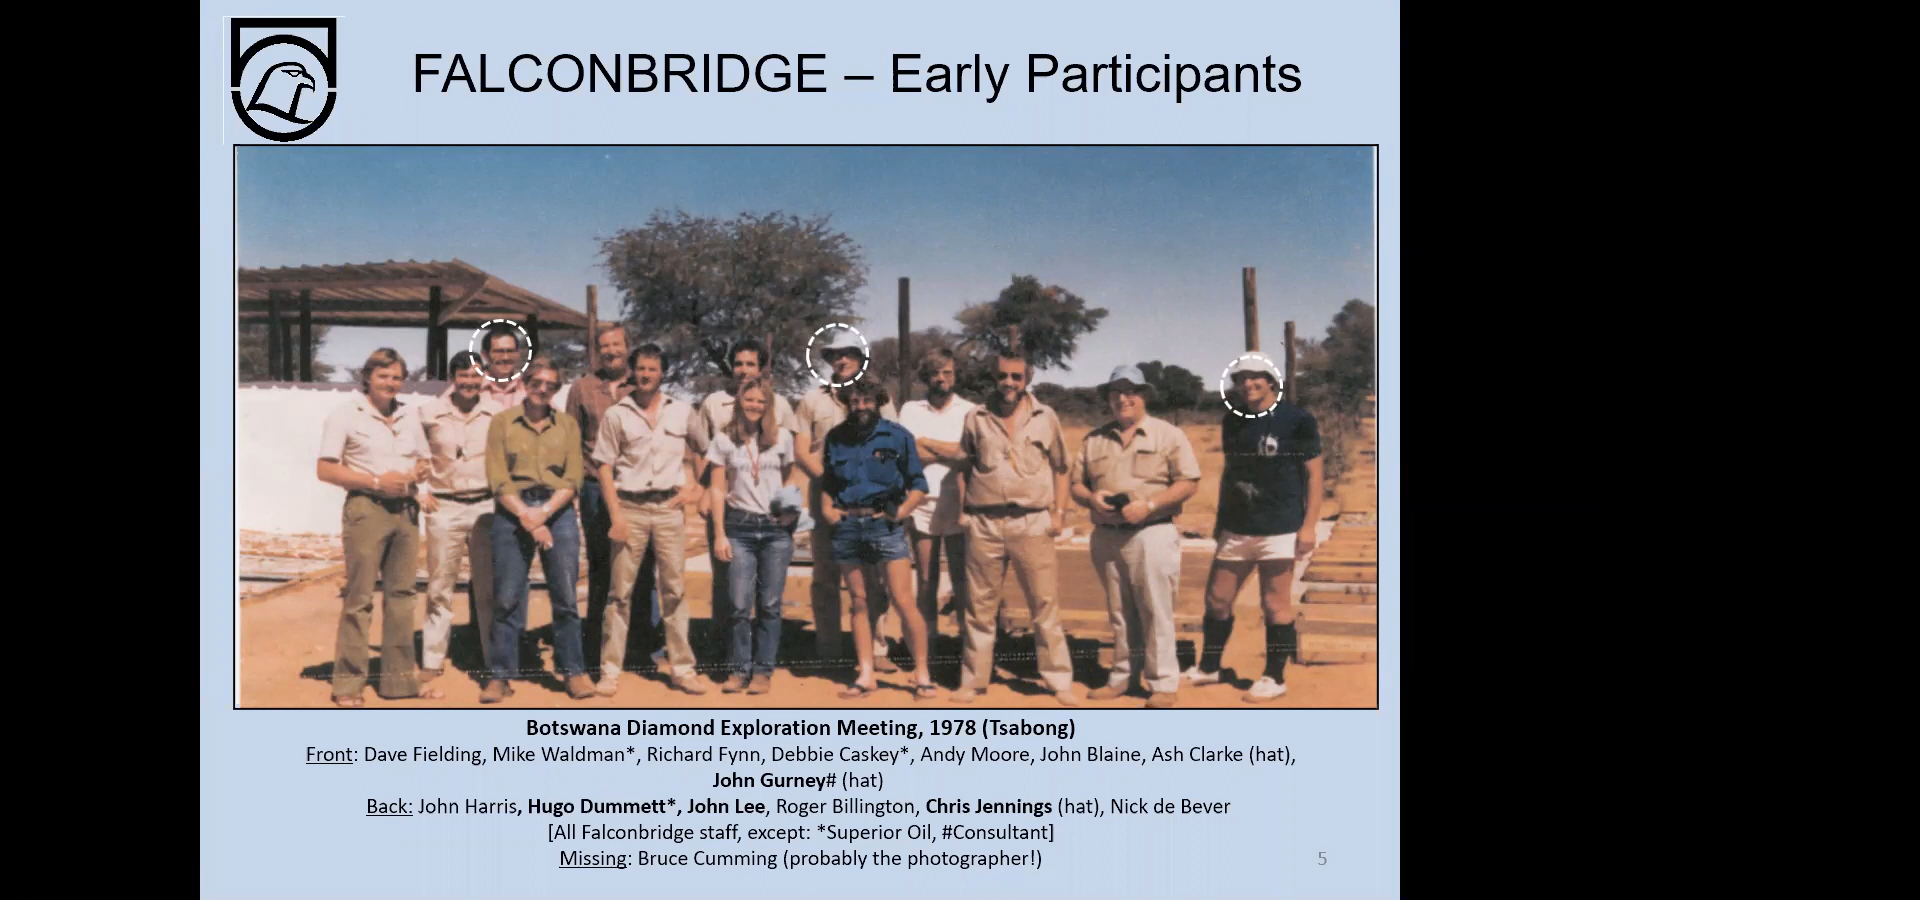 FALCONBRIDGE – Early Participants
Botswana Diamond Exploration Meeting, 1978 (Tsabong)
Front: Dave Fielding, Mike Waldman*, Richard Fynn, Debbie Caskey*, Andy Moore, John Blaine, Ash Clarke (hat),
John Gurney# (hat)
Back: John Harris, Hugo Dummett*, John Lee, Roger Billington, Chris Jennings (hat), Nick de Bever
[All Falconbridge staff, except: *Superior Oil, #Consultant]
Missing: Bruce Cumming (probably the photographer!)
5